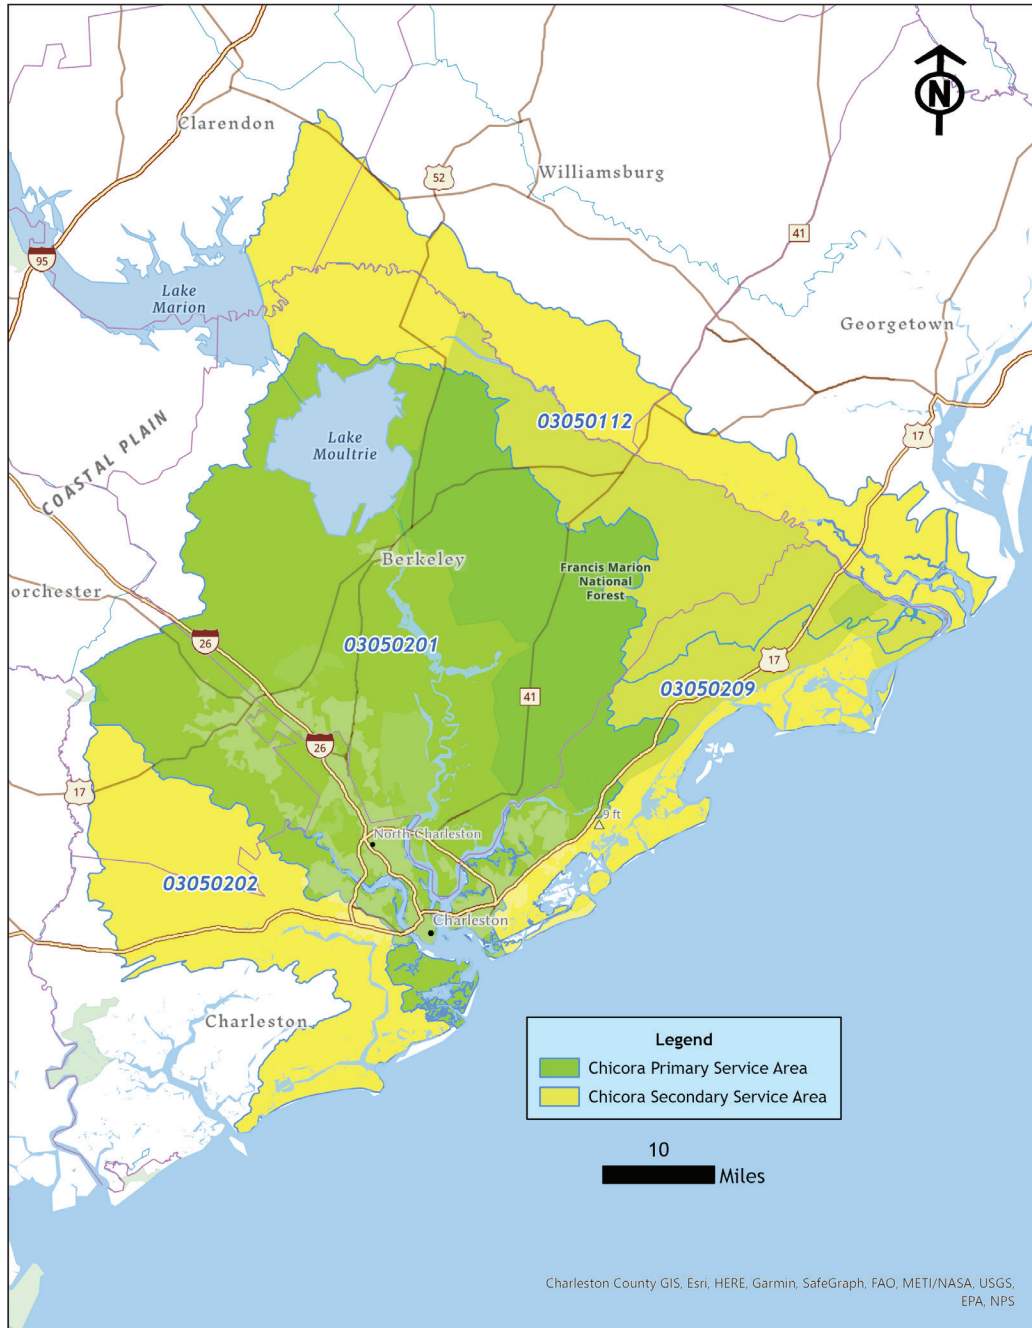 N
Clarendon
Williamsburg
52
41
95
Lake
Marion
Georgetown
17
COASTAL PLAIN
03050112
Lake
Moultrie
Berkeley
Francis Marion
National
Forest
orchester
26
03050201
17
03050209
41
26
17
9 ft
North Charleston
03050202
Charleston
Charleston
Legend
Chicora Primary Service Area
Chicora Secondary Service Area
10
Miles
Charleston County GIS, Esri, HERE, Garmin, SafeGraph, FAO, METI/NASA, USGS,
EPA, NPS